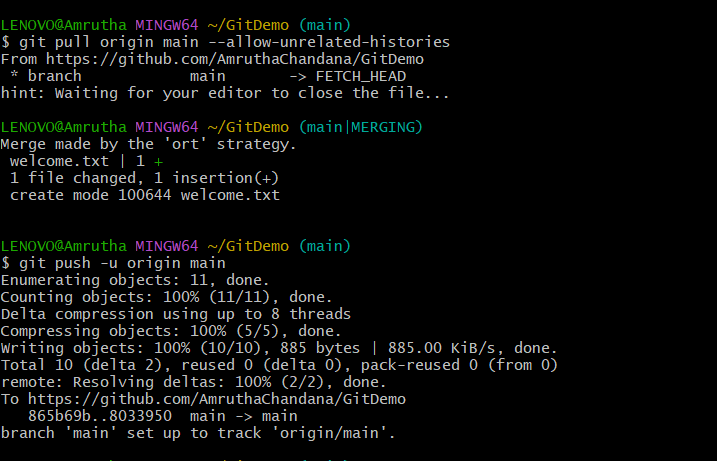 LENOVO@Amrutha MINGW64 ~/GitDemo (main)
$ git pull origin main --allow-unrelated-histories
From https://github.com/AmruthaChandana/GitDemo
 * branch            main       -> FETCH_HEAD
hint: Waiting for your editor to close the file...
LENOVO@Amrutha MINGW64 ~/GitDemo (main|MERGING)
Merge made by the 'ort' strategy.
 welcome.txt | 1 +
 1 file changed, 1 insertion(+)
 create mode 100644 welcome.txt
LENOVO@Amrutha MINGW64 ~/GitDemo (main)
$ git push -u origin main
Enumerating objects: 11, done.
Counting objects: 100% (11/11), done.
Delta compression using up to 8 threads
Compressing objects: 100% (5/5), done.
Writing objects: 100% (10/10), 885 bytes | 885.00 KiB/s, done.
Total 10 (delta 2), reused 0 (delta 0), pack-reused 0 (from 0)
remote: Resolving deltas: 100% (2/2), done.
To https://github.com/AmruthaChandana/GitDemo
   865b69b..8033950  main -> main
branch 'main' set up to track 'origin/main'.